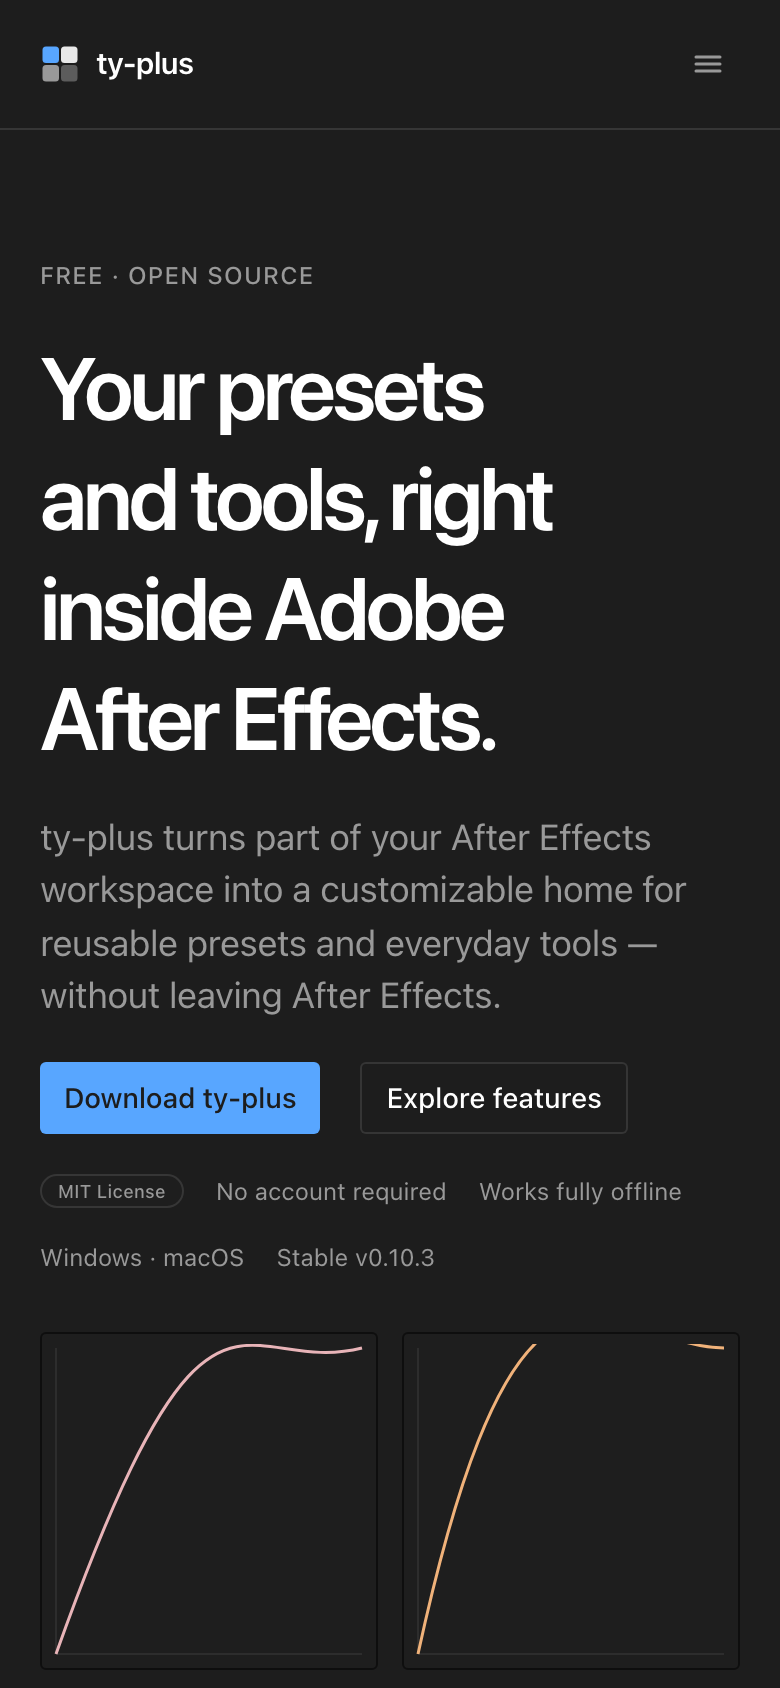 ty-plus
FREE · OPEN SOURCE
Your presets
and tools, right
inside Adobe
After Effects.
ty-plus turns part of your After Effects
workspace into a customizable home for
reusable presets and everyday tools —
without leaving After Effects.
Download ty-plus
Explore features
MIT License
No account required
Works fully offline
Windows · macOS
Stable v0.10.3